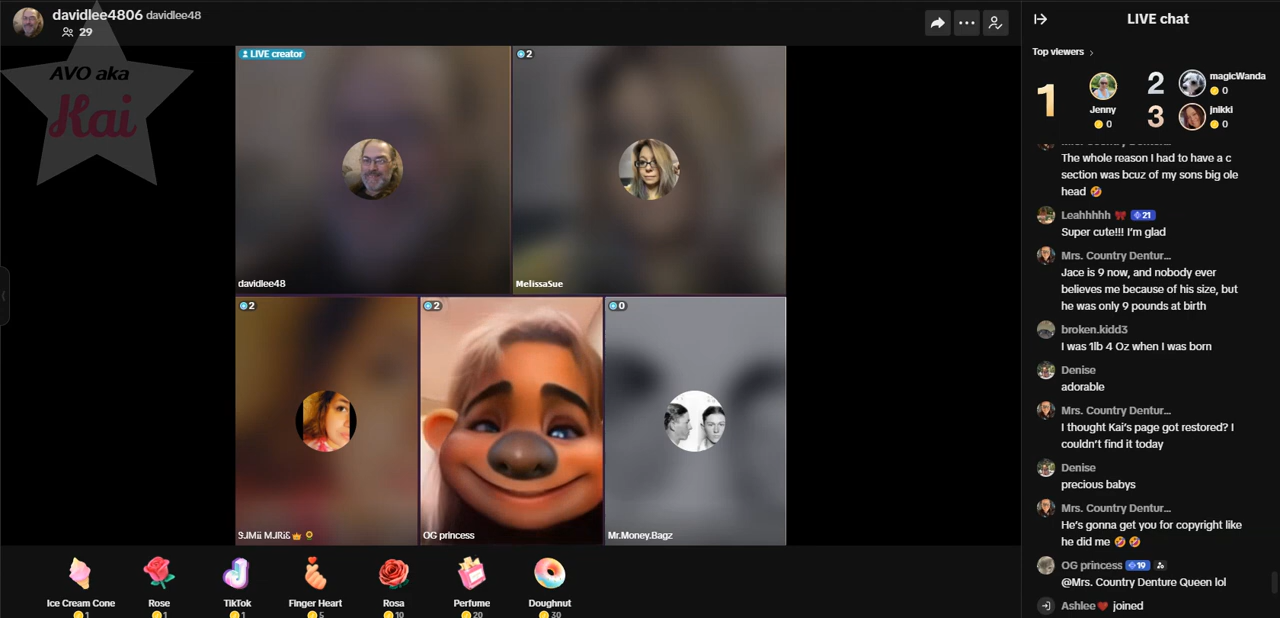 davidlee4806 davidlee48
29
AVO aka
Kai
LIVE creator
2
davidlee48
MelissaSue
2
2
0
OG princess
Mr.Money.Bagz
Ice Cream Cone
1
Rose
1
TikTok
1
Finger Heart
5
Rosa
10
Perfume
20
Doughnut
30
LIVE chat
Top viewers
1
Jenny
0
2
magicWanda
0
3
jnikki
0
The whole reason I had to have a c
section was bcuz of my sons big ole
head 🤣
Leahhhhh 🎀 21
Super cute!!! I'm glad
Mrs. Country Dentur...
Jace is 9 now, and nobody ever
believes me because of his size, but
he was only 9 pounds at birth
broken.kidd3
I was 1lb 4 Oz when I was born
Denise
adorable
Mrs. Country Dentur...
I thought Kai's page got restored? I
couldn't find it today
Denise
precious babys
Mrs. Country Dentur...
He's gonna get you for copyright like
he did me 🤣 🤣
OG princess 19
@Mrs. Country Denture Queen lol
Ashlee❤️ joined